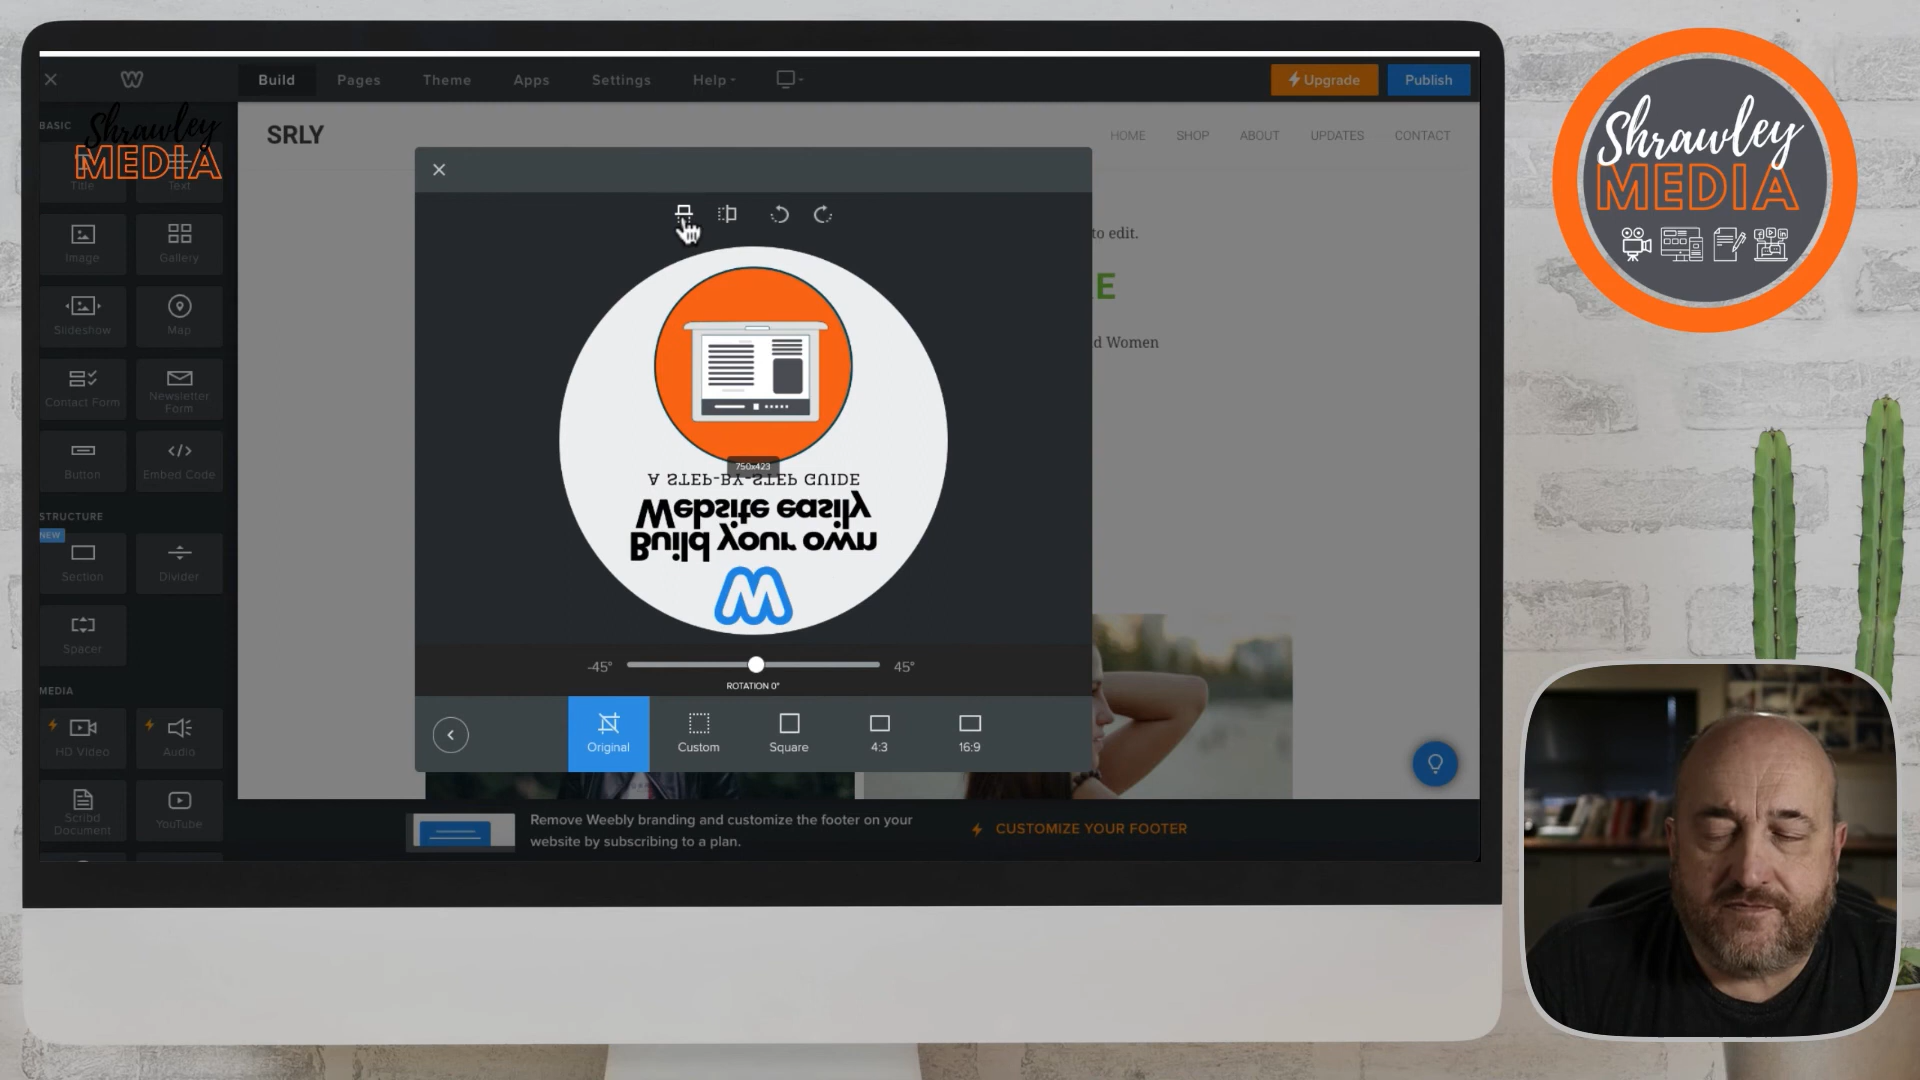 Build
Pages
Theme
Apps
Settings
Help
Upgrade
Publish
BASIC
Shrawley
MEDIA
Title
Text
Image
Gallery
Slideshow
Map
Contact Form
Newsletter
Form
Button
Embed Code
STRUCTURE
NEW
Section
Divider
Spacer
MEDIA
HD Video
Audio
Scribd
Document
YouTube
SRLY
HOME
SHOP
ABOUT
UPDATES
CONTACT
to edit.
E
d Women
750x423
A STEP-BY-STEP GUIDE
Website easily
Build your own
-45°
45°
ROTATION 0°
Original
Custom
Square
4:3
16:9
Remove Weebly branding and customize the footer on your
website by subscribing to a plan.
CUSTOMIZE YOUR FOOTER
Shrawley
MEDIA